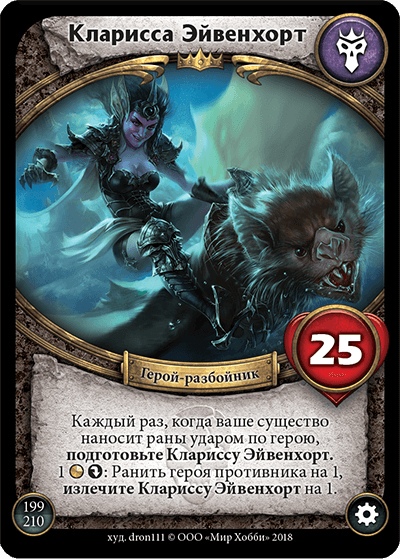 Кларисса Эйвенхорт
25
Герой-разбойник
Каждый раз, когда ваше существо
наносит раны ударом по герою,
подготовьте Клариссу Эйвенхорт.
1 : Ранить героя противника на 1,
излечите Клариссу Эйвенхорт на 1.
199
210
худ. dron111 © ООО «Мир Хобби» 2018